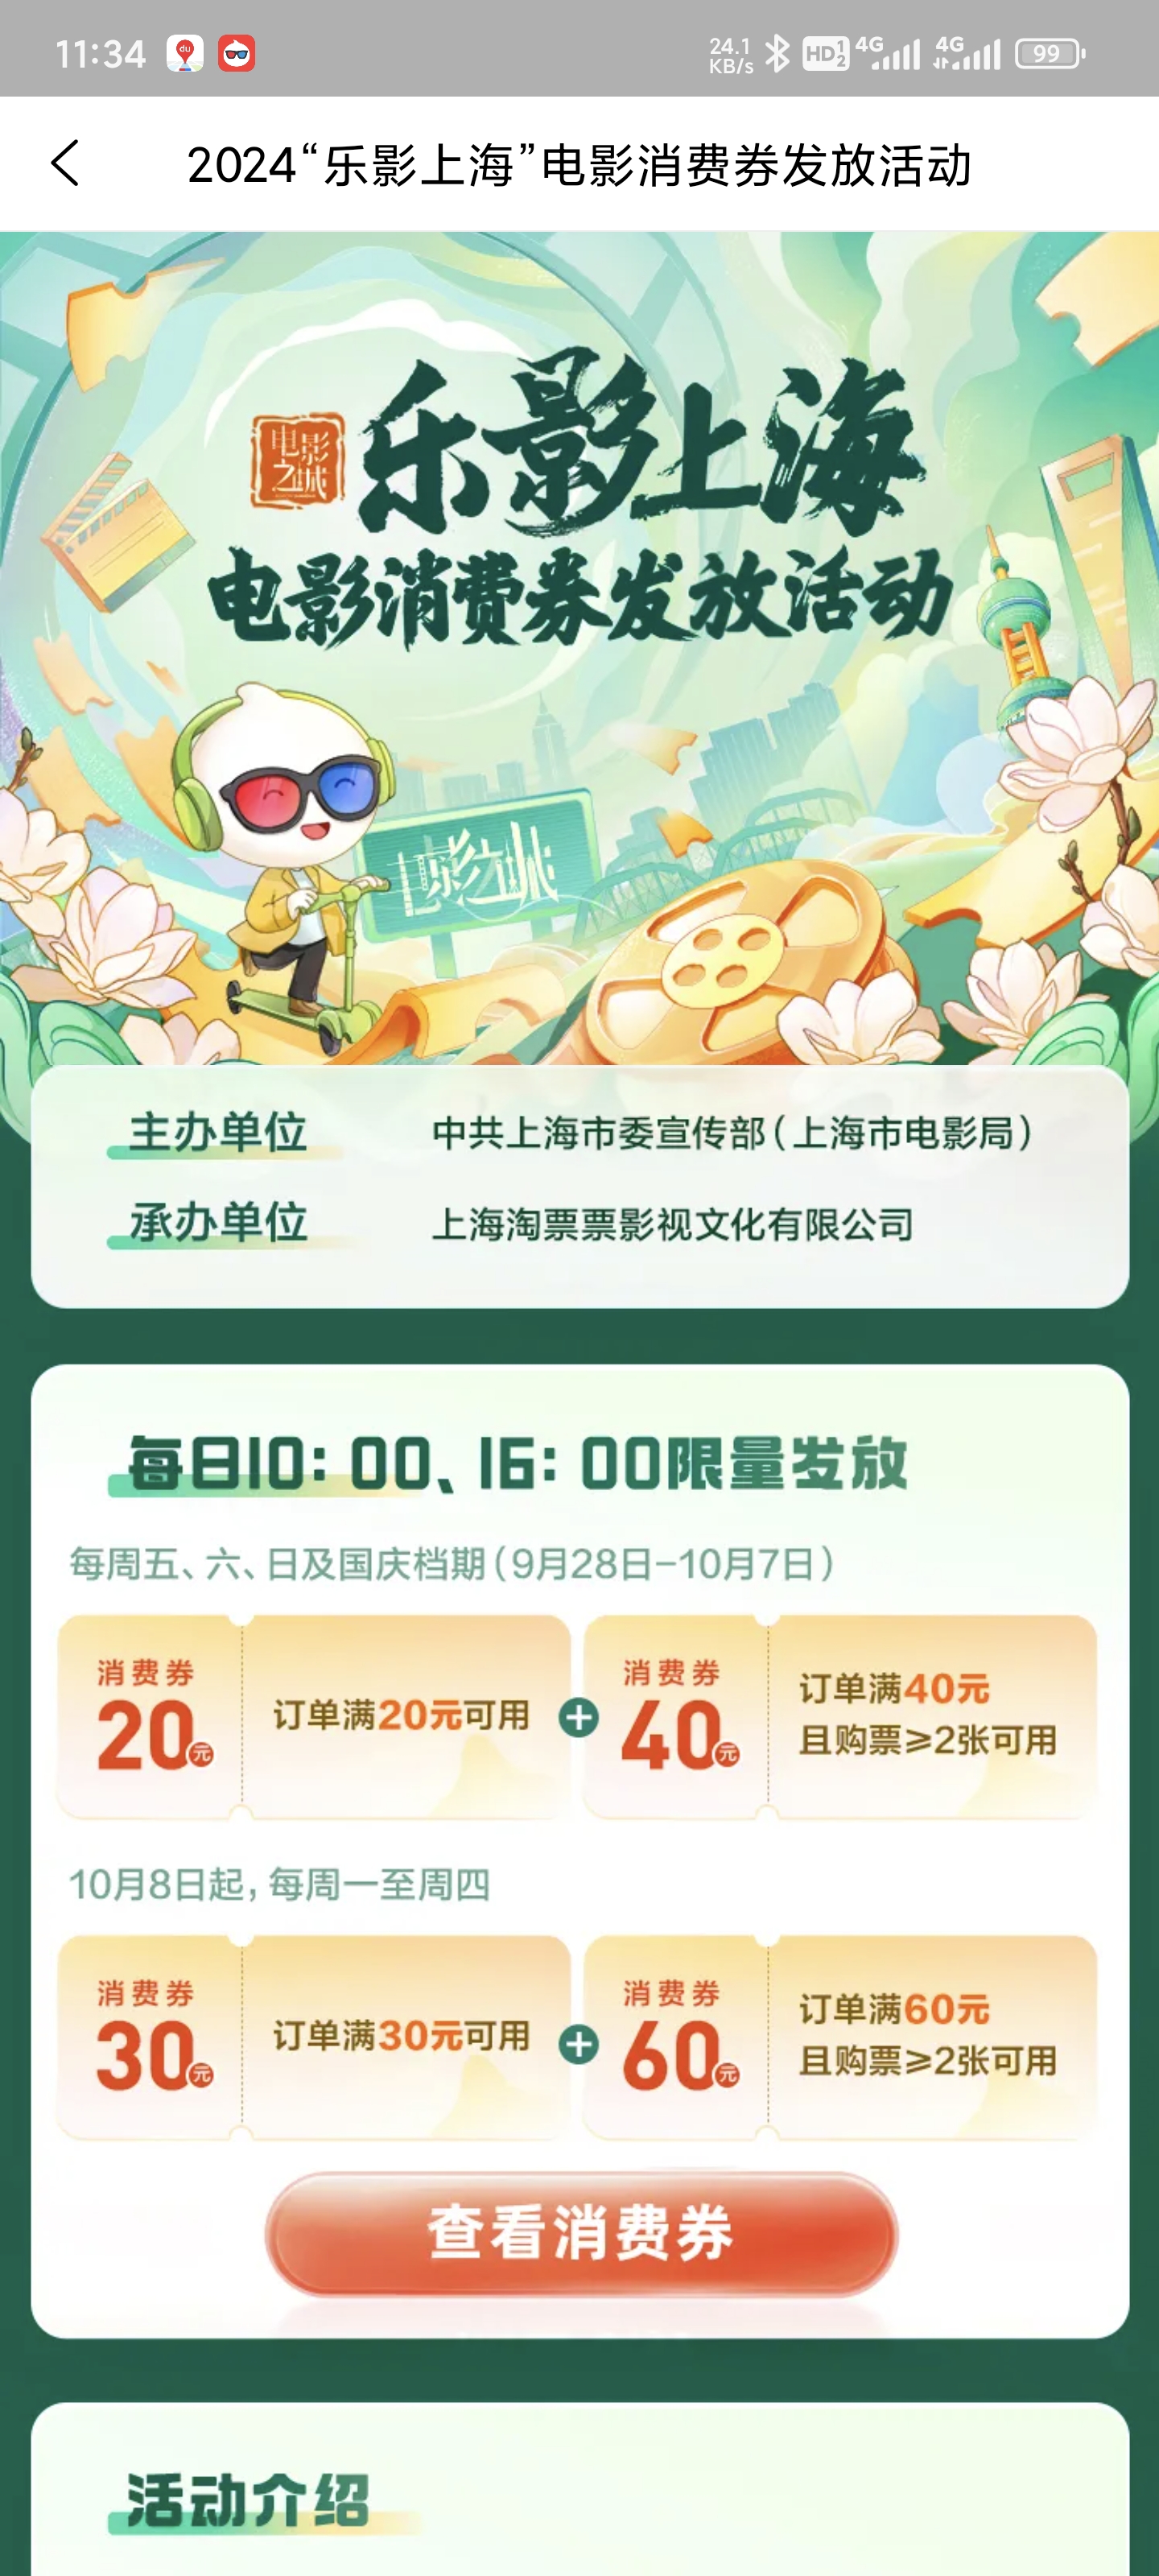 11:34 du 24.1 KB/s HD 1 2 4G 4G 99
2024“乐影上海”电影消费券发放活动
电影之城
乐影上海
电影消费券发放活动
电影之城
主办单位 中共上海市委宣传部(上海市电影局)
承办单位 上海淘票票影视文化有限公司
每日10:00、16:00限量发放
每周五、六、日及国庆档期(9月28日-10月7日)
消费券
20元
订单满20元可用
+
消费券
40元
订单满40元
且购票≥2张可用
10月8日起,每周一至周四
消费券
30元
订单满30元可用
+
消费券
60元
订单满60元
且购票≥2张可用
查看消费券
活动介绍